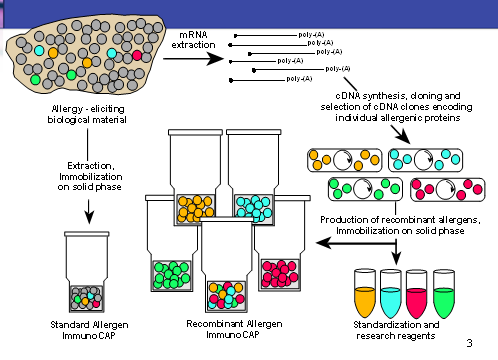 mRNA
extraction
poly-(A)
poly-(A)
poly-(A)
poly-(A)
poly-(A)
poly-(A)
Allergy - eliciting
biological material
cDNA synthesis, cloning and
selection of cDNA clones encoding
individual allergenic proteins
Extraction,
Immobilization
on solid phase
Production of recombinant allergens,
Immobilization on solid phase
Standard Allergen
ImmunoCAP
Recombinant Allergen
ImmunoCAP
Standardization and
research reagents
3